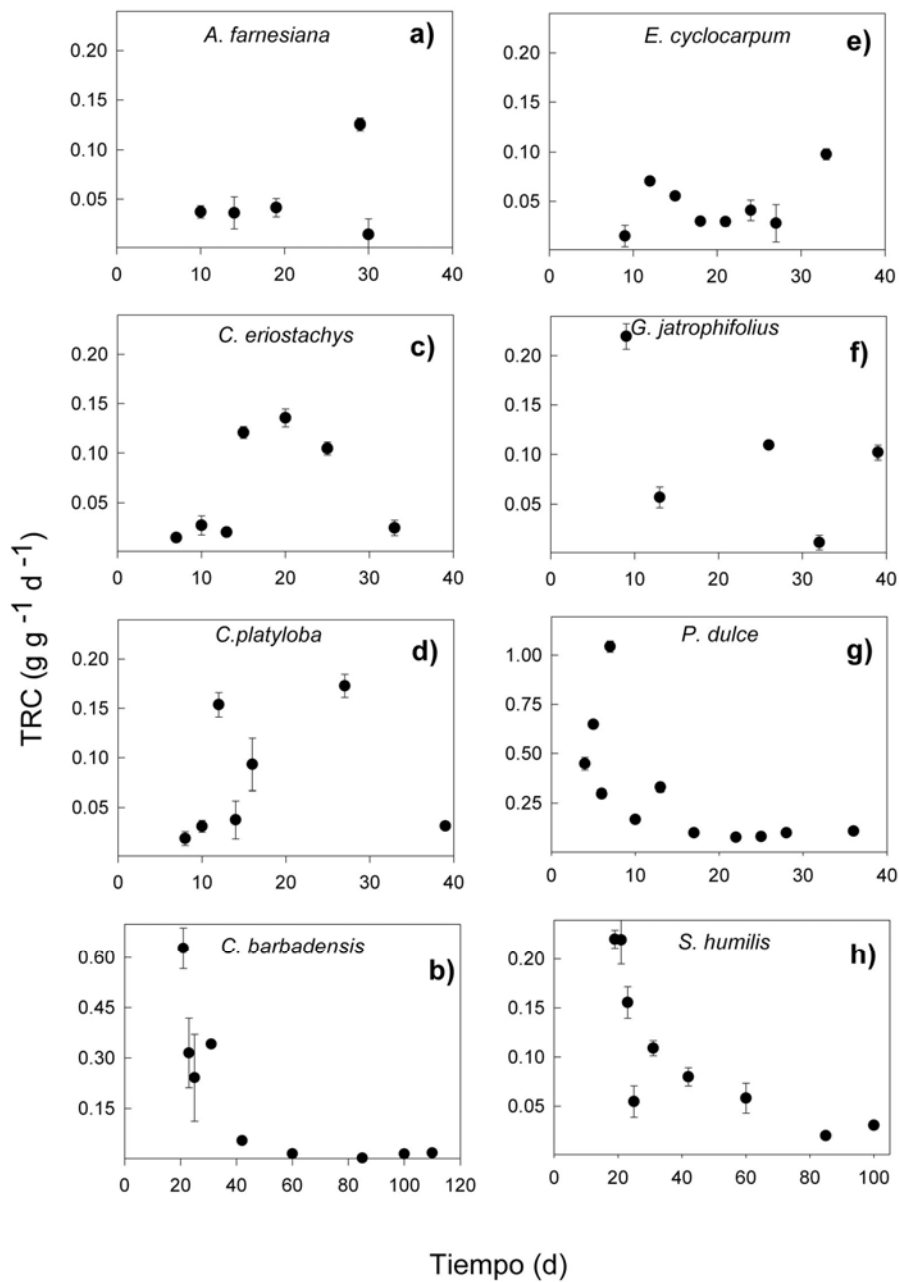 TRC (g g -1 d -1)
A. farnesiana
a)
0.20
0.15
0.10
0.05
0 10 20 30 40
E. cyclocarpum
e)
0.20
0.15
0.10
0.05
0 10 20 30 40
C. eriostachys
c)
0.20
0.15
0.10
0.05
0 10 20 30 40
G. jatrophifolius
f)
0.20
0.10
0.05
0 10 20 30 40
C.platyloba
d)
0.20
0.15
0.10
0.05
0 10 20 30 40
P. dulce
g)
1.00
0.75
0.50
0.25
0 10 20 30 40
C. barbadensis
b)
0.60
0.45
0.30
0.15
0 20 40 60 80 100 120
S. humilis
h)
0.20
0.15
0.10
0.05
0 20 40 60 80 100
Tiempo (d)